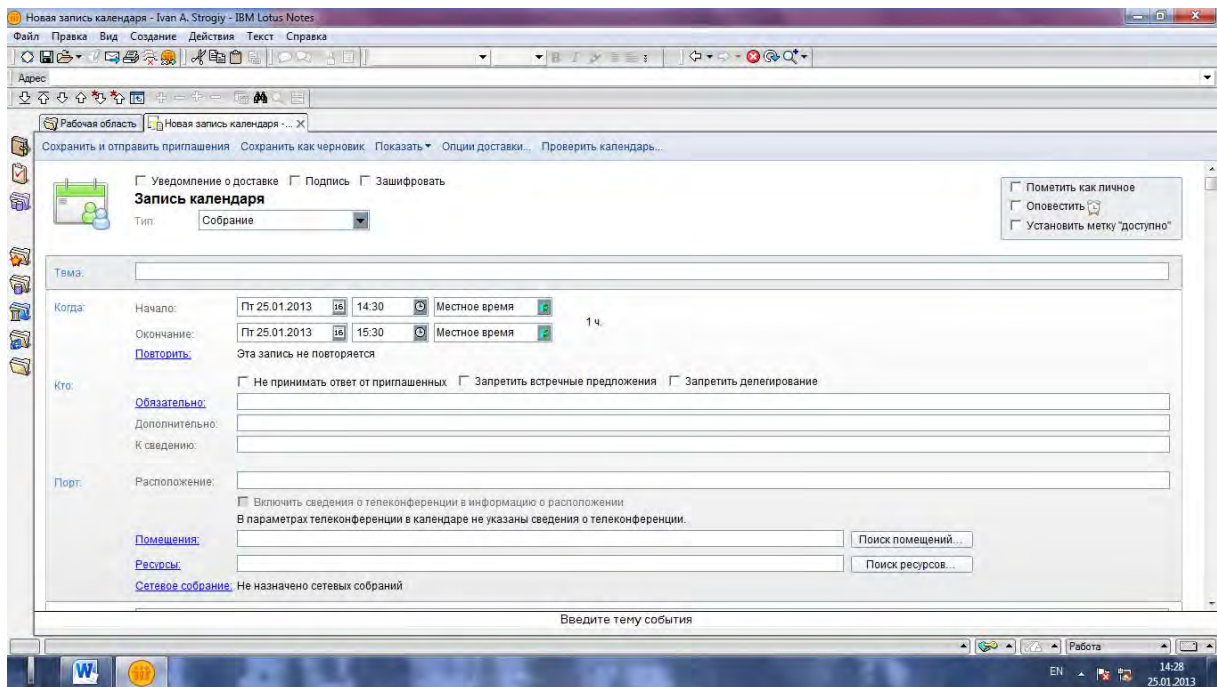 Новая запись календаря - Ivan A. Strogiy - IBM Lotus Notes
Файл Правка Вид Создание Действия Текст Справка
Адрес
Рабочая область Новая запись календаря -...
Сохранить и отправить приглашения Сохранить как черновик Показать Опции доставки... Проверить календарь...
Уведомление о доставке Подпись Зашифровать
Запись календаря
Тип: Собрание
Пометить как личное
Оповестить
Установить метку "доступно"
Тема:
Когда: Начало: Пт 25.01.2013 16 14:30 Местное время
1 ч.
Окончание: Пт 25.01.2013 16 15:30 Местное время
Повторить: Эта запись не повторяется
Кто: Не принимать ответ от приглашенных Запретить встречные предложения Запретить делегирование
Обязательно:
Дополнительно:
К сведению:
Порт: Расположение:
Включить сведения о телеконференции в информацию о расположении
В параметрах телеконференции в календаре не указаны сведения о телеконференции.
Помещения: Поиск помещений...
Ресурсы: Поиск ресурсов...
Сетевое собрание: Не назначено сетевых собраний
Введите тему события
Работа
EN 14:28
25.01.2013